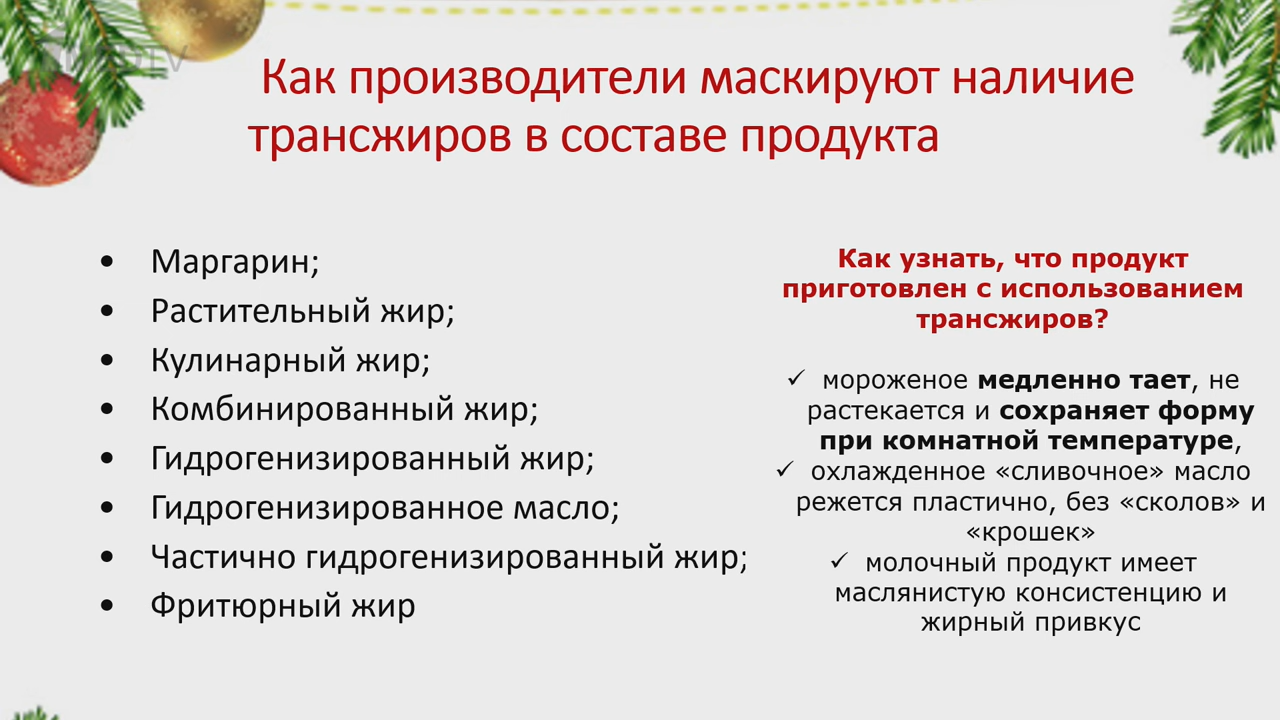 Как производители маскируют наличие
трансжиров в составе продукта
• Маргарин;
• Растительный жир;
• Кулинарный жир;
• Комбинированный жир;
• Гидрогенизированный жир;
• Гидрогенизированное масло;
• Частично гидрогенизированный жир;
• Фритюрный жир
Как узнать, что продукт
приготовлен с использованием
трансжиров?
✓ мороженое медленно тает, не
растекается и сохраняет форму
при комнатной температуре,
✓ охлажденное «сливочное» масло
режется пластично, без «сколов» и
«крошек»
✓ молочный продукт имеет
маслянистую консистенцию и
жирный привкус